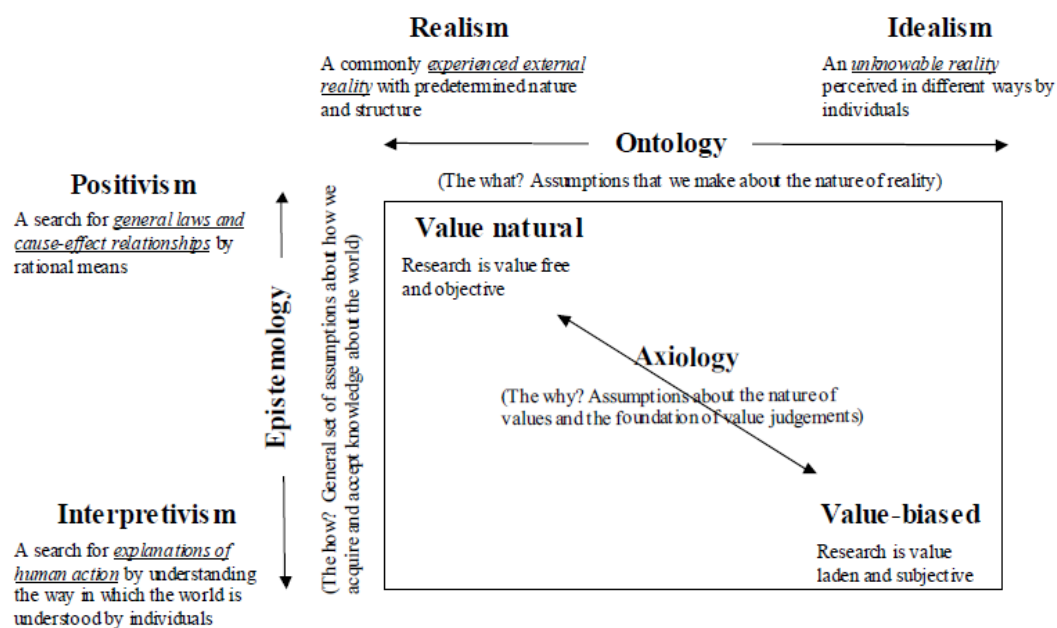 Realism
A commonly experienced external
reality with predetermined nature
and structure
Idealism
An unknowable reality
perceived in different ways by
individuals
Ontology
(The what? Assumptions that we make about the nature of reality)
Positivism
A search for general laws and
cause-effect relationships by
rational means
Epistemology
(The how? General set of assumptions about how we
acquire and accept knowledge about the world)
Value natural
Research is value free
and objective
Axiology
(The why? Assumptions about the nature of
values and the foundation of value judgements)
Interpretivism
A search for explanations of
human action by understanding
the way in which the world is
understood by individuals
Value-biased
Research is value
laden and subjective